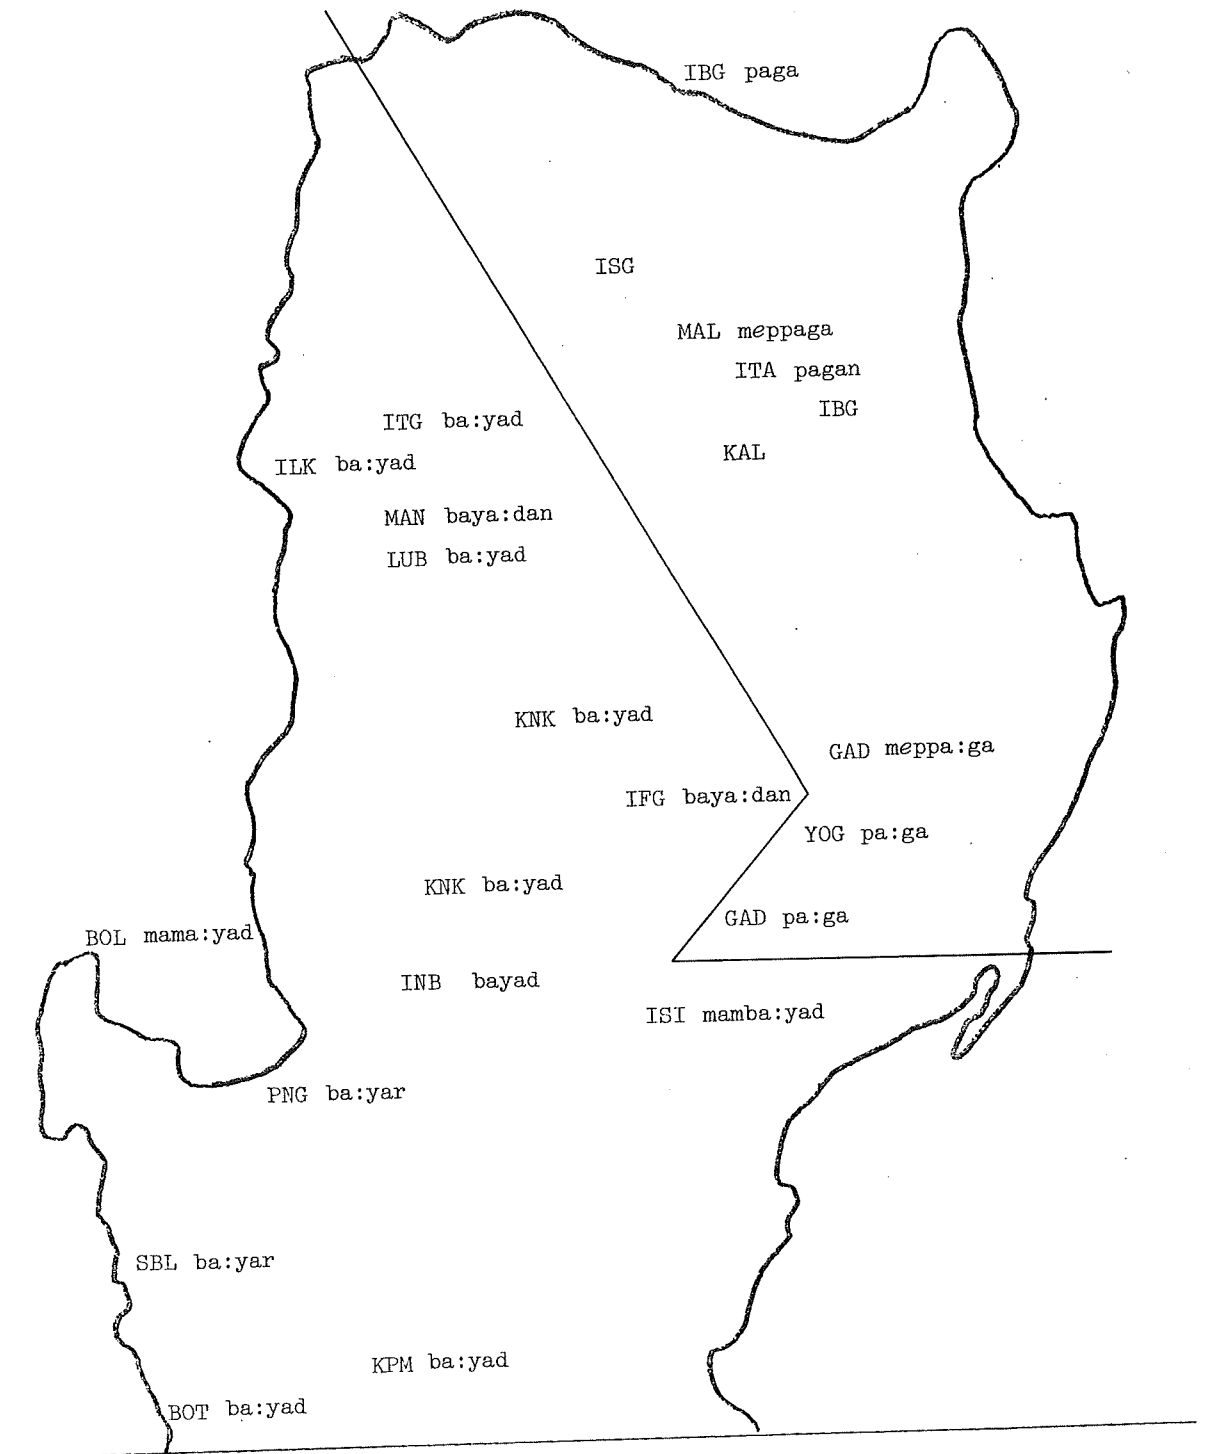 IBG paga
ISG
MAL meppaga
ITA pagan
IBG
ITG ba:yad
KAL
ILK ba:yad
MAN baya:dan
LUB ba:yad
KNK ba:yad
GAD meppa:ga
IFG baya:dan
YOG pa:ga
KNK ba:yad
GAD pa:ga
BOL mama:yad
INB bayad
ISI mamba:yad
PNG ba:yar
SBL ba:yar
KPM ba:yad
BOT ba:yad